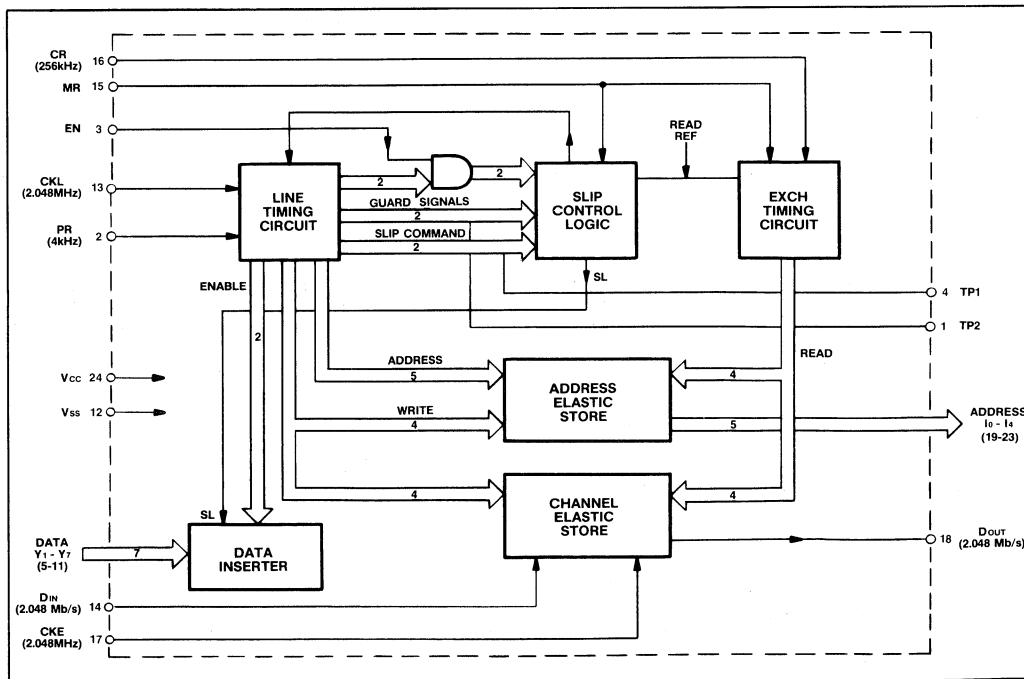 CR
(256kHz)
16
MR
15
EN
3
CKL
(2.048MHz)
13
PR
(4kHz)
2
LINE
TIMING
CIRCUIT
2
2
GUARD SIGNALS
2
SLIP COMMAND
2
SLIP
CONTROL
LOGIC
READ
REF
EXCH
TIMING
CIRCUIT
SL
ENABLE
2
4 TP1
1 TP2
READ
VCC 24
VSS 12
ADDRESS
5
ADDRESS
ELASTIC
STORE
4
WRITE
4
5
ADDRESS
I0 - I4
(19-23)
4
CHANNEL
ELASTIC
STORE
4
SL
DATA
Y1 - Y7
(5-11)
7
DATA
INSERTER
18
DOUT
(2.048 Mb/s)
DIN
(2.048 Mb/s)
14
CKE
(2.048MHz)
17